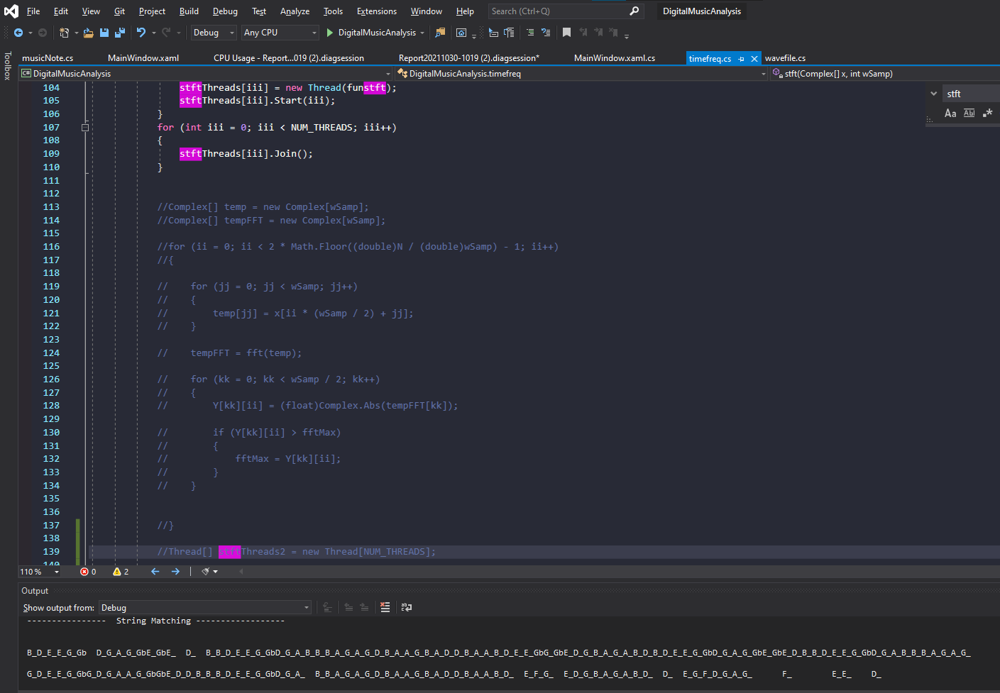 File Edit View Git Project Build Debug Test Analyze Tools Extensions Window Help Search (Ctrl+Q) DigitalMusicAnalysis
Debug Any CPU DigitalMusicAnalysis
Toolbox
musicNote.cs MainWindow.xaml CPU Usage - Report...019 (2).diagsession Report20211030-1019 (2).diagsession* MainWindow.xaml.cs timefreq.cs wavefile.cs
C# DigitalMusicAnalysis DigitalMusicAnalysis.timefreq stft(Complex[] x, int wSamp)
stft
Aa Abl .*
104 stftThreads[iii] = new Thread(funstft);
105 stftThreads[iii].Start(iii);
106 }
107 for (int iii = 0; iii < NUM_THREADS; iii++)
108 {
109 stftThreads[iii].Join();
110 }
111
112
113 //Complex[] temp = new Complex[wSamp];
114 //Complex[] tempFFT = new Complex[wSamp];
115
116 //for (ii = 0; ii < 2 * Math.Floor((double)N / (double)wSamp) - 1; ii++)
117 //{
118
119 // for (jj = 0; jj < wSamp; jj++)
120 // {
121 // temp[jj] = x[ii * (wSamp / 2) + jj];
122 // }
123
124 // tempFFT = fft(temp);
125
126 // for (kk = 0; kk < wSamp / 2; kk++)
127 // {
128 // Y[kk][ii] = (float)Complex.Abs(tempFFT[kk]);
129
130 // if (Y[kk][ii] > fftMax)
131 // {
132 // fftMax = Y[kk][ii];
133 // }
134 // }
135
136
137 //}
138
139 //Thread[] stftThreads2 = new Thread[NUM_THREADS];
140
110 % 0 2
Output
Show output from: Debug
---------------- String Matching ------------------
B_D_E_E_G_Gb D_G_A_G_GbE_GbE_ D_ B_B_D_E_E_G_GbD_G_A_B_B_B_A_G_A_G_D_B_A_A_G_B_A_D_D_B_A_A_B_D_E_E_GbG_GbE_D_G_B_A_G_A_B_D_B_D_E_E_G_GbD_G_A_G_GbE_GbE_D_B_B_D_E_E_G_GbD_G_A_B_B_B_A_G_A_G_
G_D_E_E_G_GbG_D_G_A_A_G_GbGbE_D_D_B_B_B_D_E_E_G_GbD_G_A_ B_B_A_G_A_G_D_B_A_A_G_B_A_D_D_B_A_A_B_D_ E_F_G_ E_D_G_B_A_G_A_B_D_ D_ E_G_F_D_G_A_G_ F_ E_E_ D_